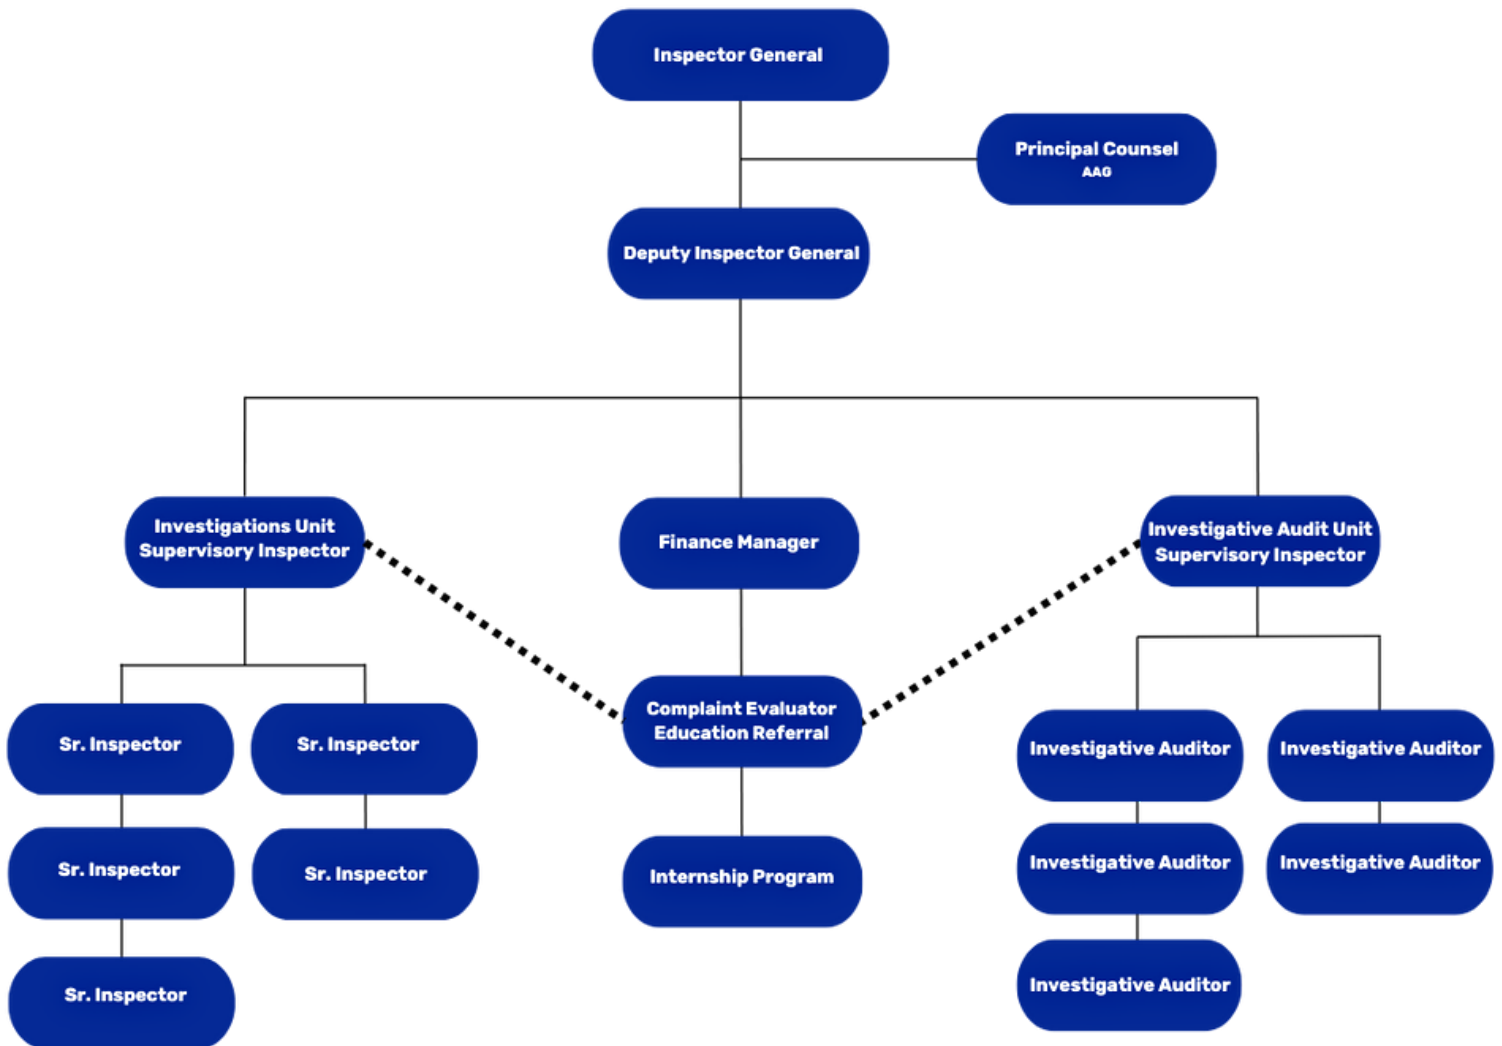 Inspector General
Principal Counsel
AAG
Deputy Inspector General
Investigations Unit
Supervisory Inspector
Finance Manager
Investigative Audit Unit
Supervisory Inspector
Complaint Evaluator
Education Referral
Sr. Inspector
Sr. Inspector
Investigative Auditor
Investigative Auditor
Sr. Inspector
Sr. Inspector
Internship Program
Investigative Auditor
Investigative Auditor
Sr. Inspector
Investigative Auditor